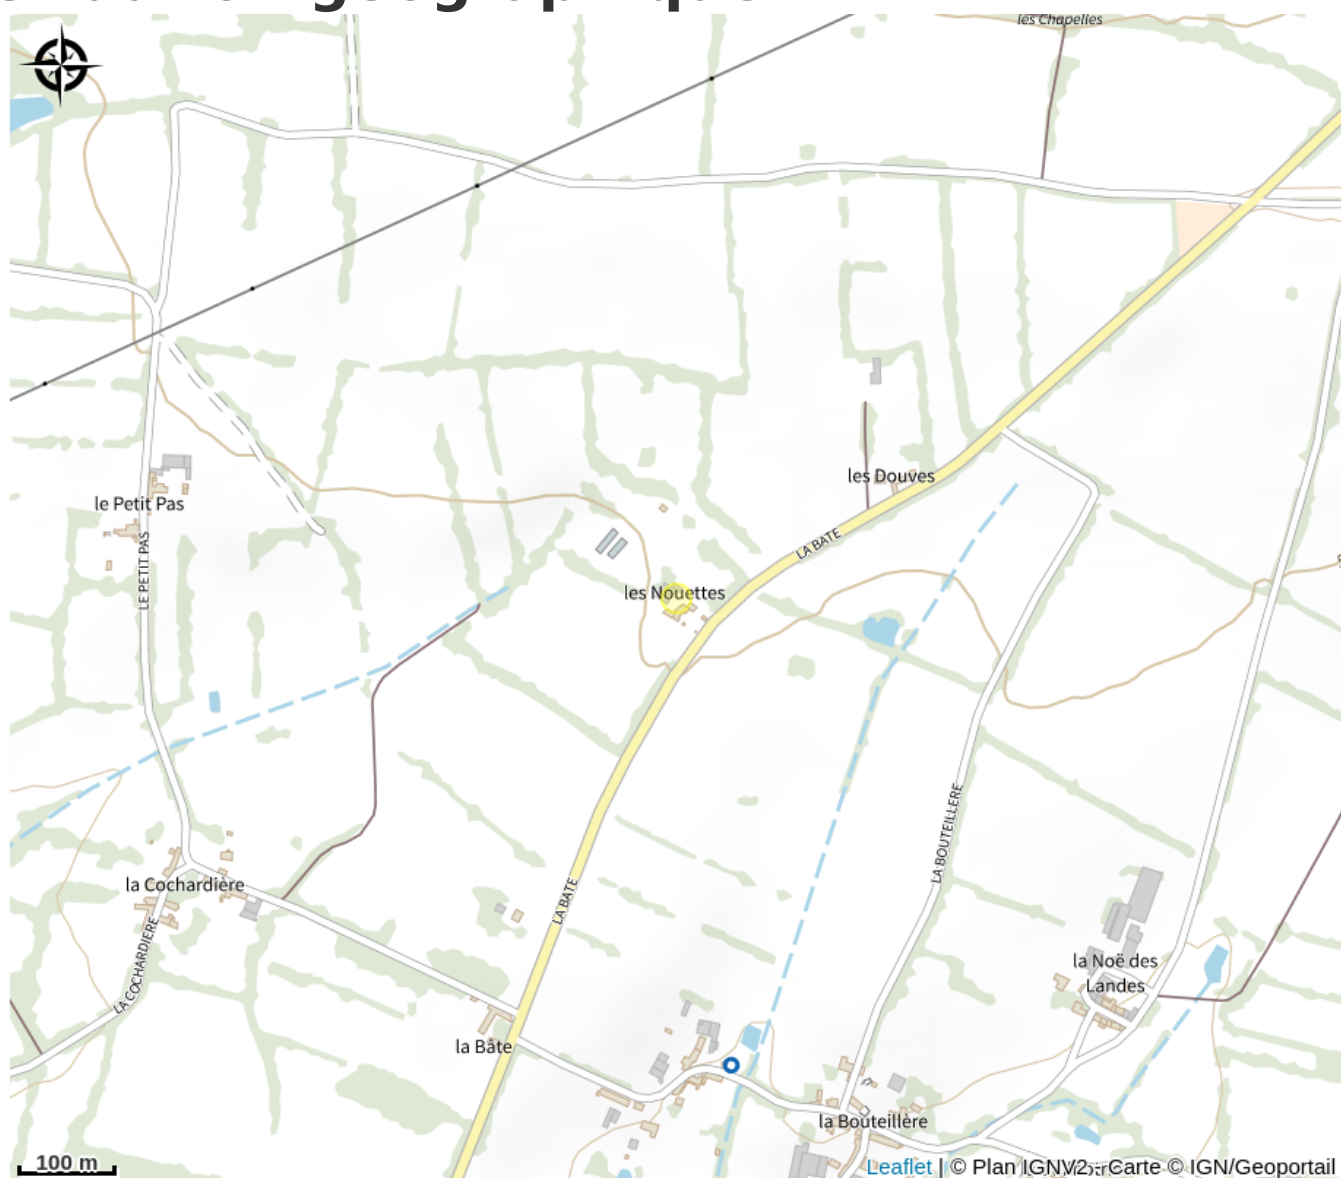 les Chapelles
les Douves
le Petit Pas
LA BATE
LE PETIT PAS
les Nouettes
LA BOUTEILLERE
la Cochardière
LA BATE
LA COCHARDIERE
la Noë des
Landes
la Bâte
la Bouteillère
100 m
Leaflet | © Plan IGNV2 - Carte © IGN/Geoportail